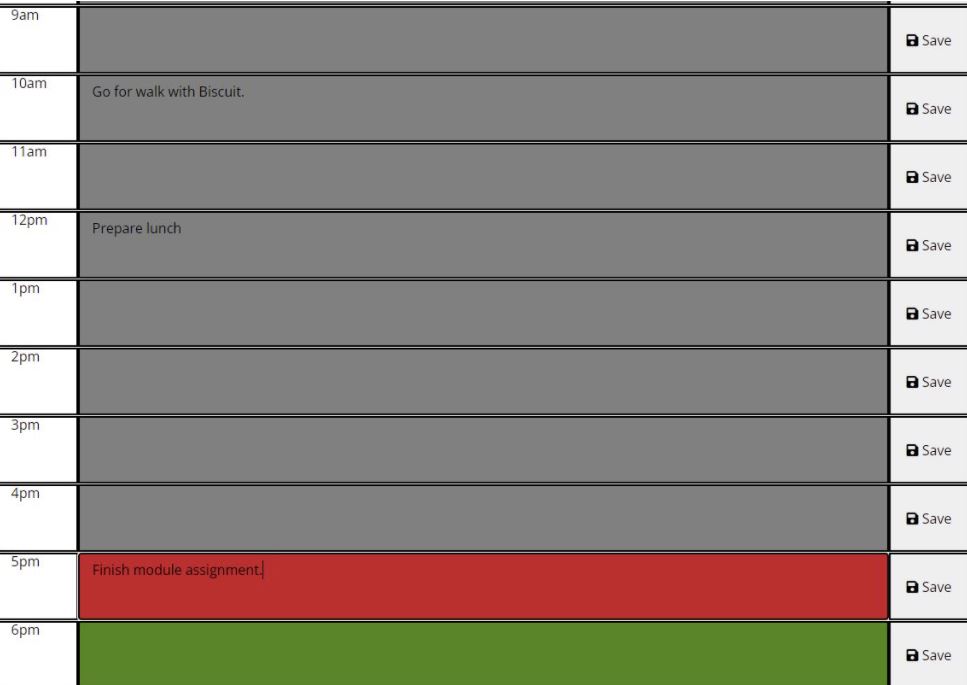 9am
Save
10am
Go for walk with Biscuit.
Save
11am
Save
12pm
Prepare lunch
Save
1pm
Save
2pm
Save
3pm
Save
4pm
Save
5pm
Finish module assignment.
Save
6pm
Save